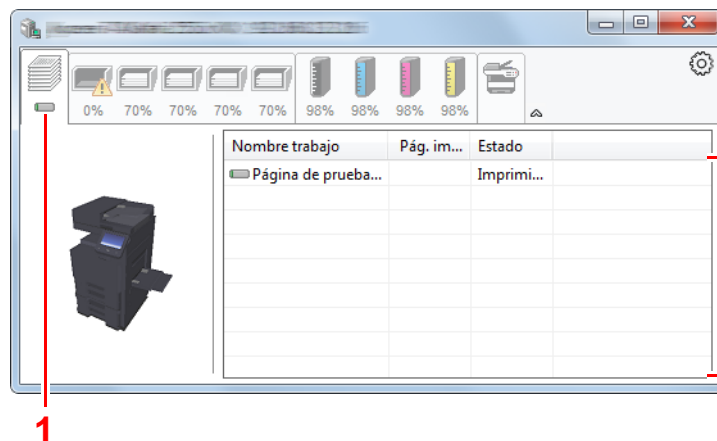 0% 70% 70% 70% 70% 98% 98% 98% 98%
Nombre trabajo Pág. im... Estado
Página de prueba... Imprimi...
1